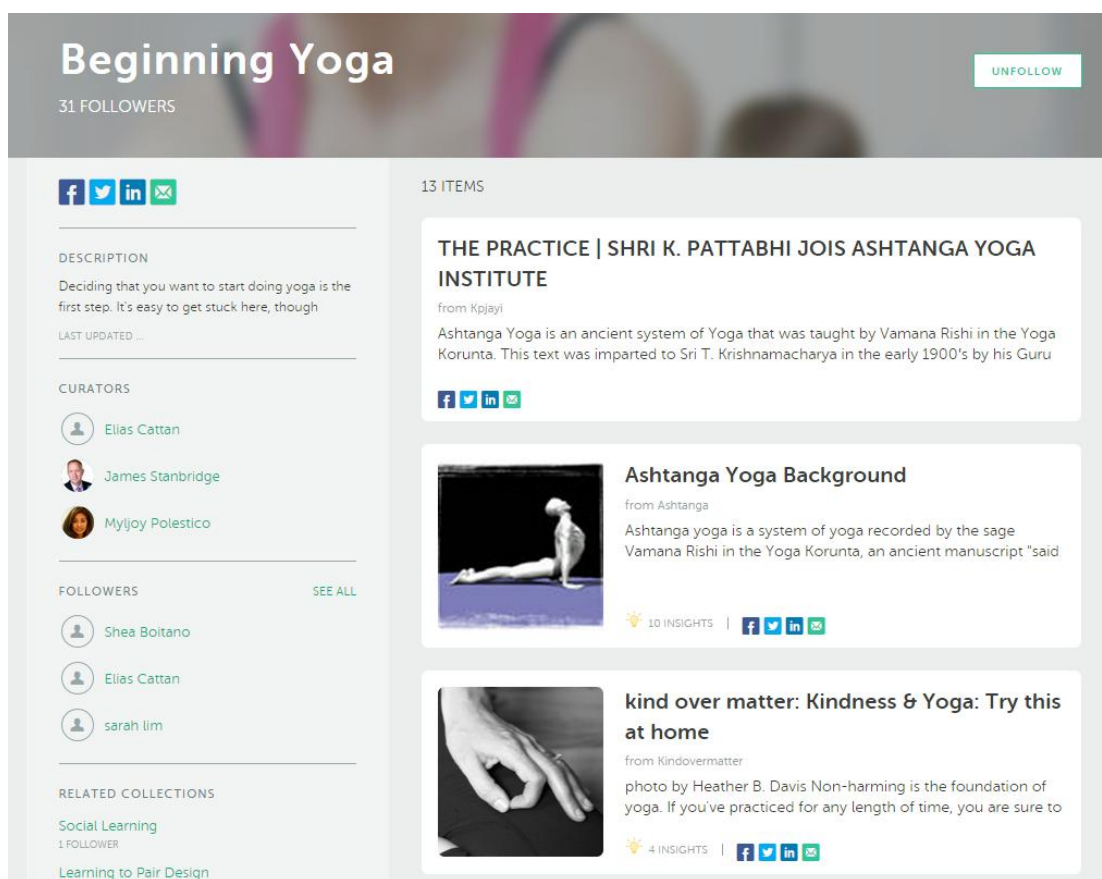 Beginning Yoga
31 FOLLOWERS
UNFOLLOW
DESCRIPTION
Deciding that you want to start doing yoga is the
first step. It's easy to get stuck here, though
LAST UPDATED ...
CURATORS
Elias Cattan
James Stanbridge
Myljoy Polestico
FOLLOWERS SEE ALL
Shea Boitano
Elias Cattan
sarah lim
RELATED COLLECTIONS
Social Learning
1 FOLLOWER
Learning to Pair Design
13 ITEMS
THE PRACTICE | SHRI K. PATTABHI JOIS ASHTANGA YOGA
INSTITUTE
from Kpjayi
Ashtanga Yoga is an ancient system of Yoga that was taught by Vamana Rishi in the Yoga
Korunta. This text was imparted to Sri T. Krishnamacharya in the early 1900's by his Guru
Ashtanga Yoga Background
from Ashtanga
Ashtanga yoga is a system of yoga recorded by the sage
Vamana Rishi in the Yoga Korunta, an ancient manuscript "said
10 INSIGHTS |
kind over matter: Kindness & Yoga: Try this
at home
from Kindovermatter
photo by Heather B. Davis Non-harming is the foundation of
yoga. If you've practiced for any length of time, you are sure to
4 INSIGHTS |